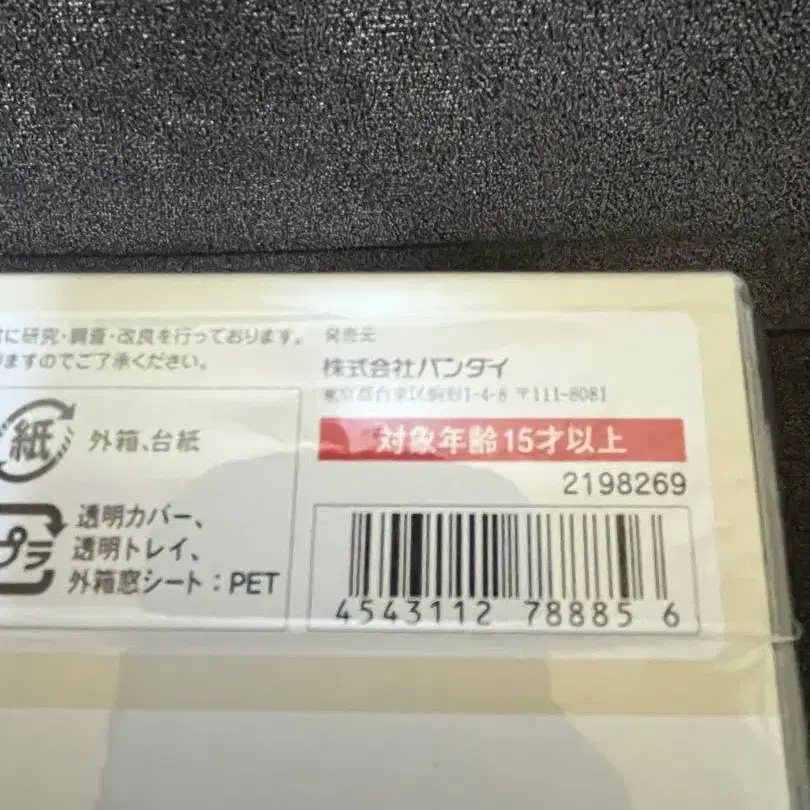 に研究・調査・改良を行っております。
りますのでご了承ください。
発売元
株式会社バンダイ
東京都台東区駒形1-4-8 〒111-8081
対象年齢15才以上
2198269
紙
外箱、台紙
プラ
透明カバー、
透明トレイ、
外箱窓シート：PET
4543112 788856